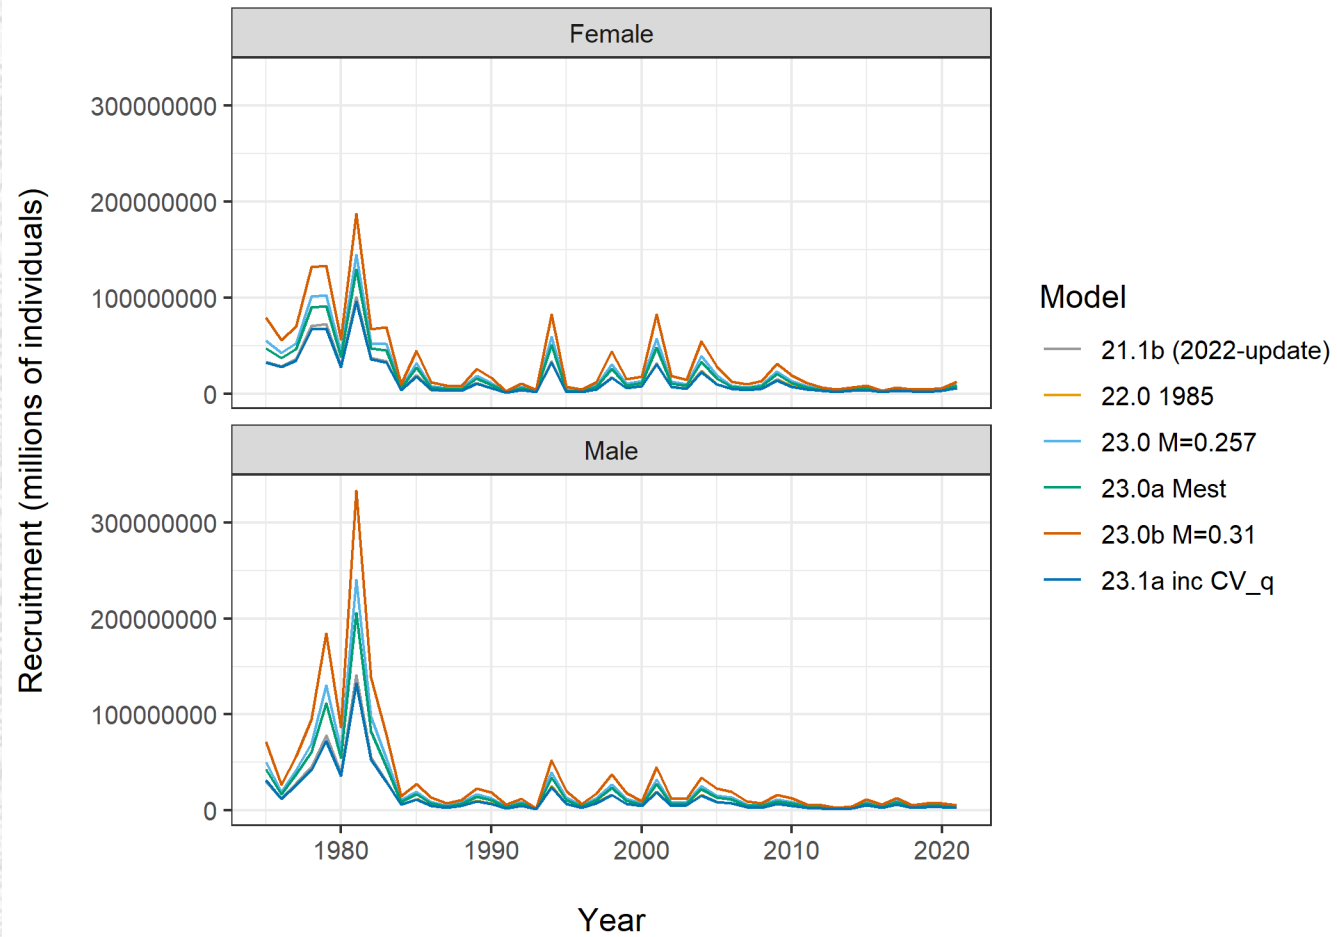 Female
300000000
200000000
100000000
0
Male
300000000
200000000
100000000
0
1980 1990 2000 2010 2020
Year
Recruitment (millions of individuals)
Model
21.1b (2022-update)
22.0 1985
23.0 M=0.257
23.0a Mest
23.0b M=0.31
23.1a inc CV_q